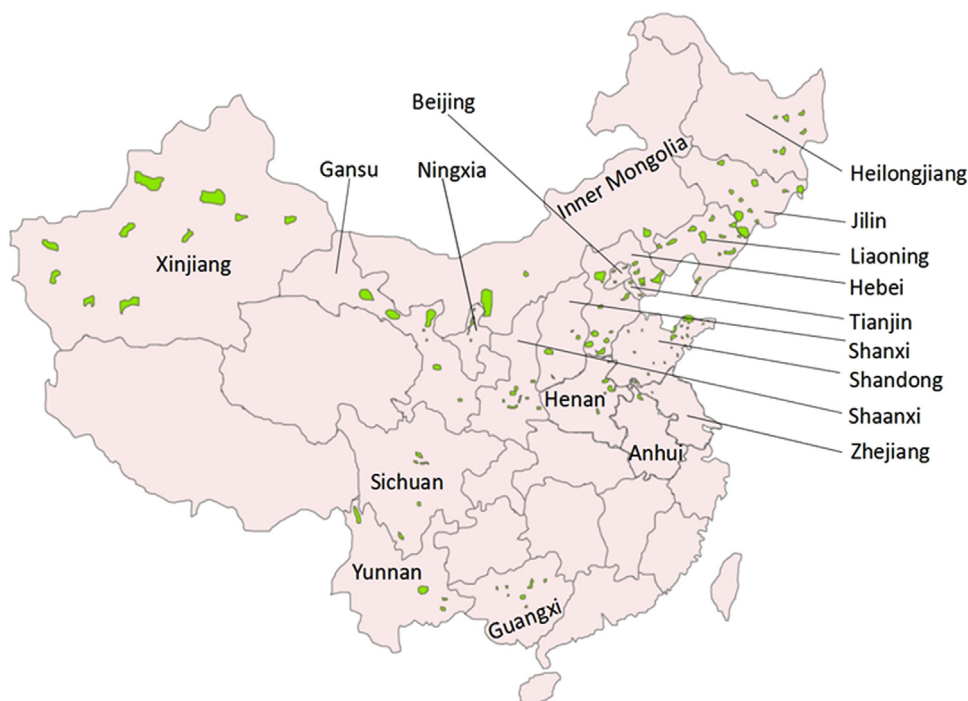 Beijing
Gansu
Ningxia
Inner Mongolia
Heilongjiang
Jilin
Liaoning
Hebei
Tianjin
Shanxi
Shandong
Shaanxi
Zhejiang
Xinjiang
Henan
Anhui
Sichuan
Yunnan
Guangxi